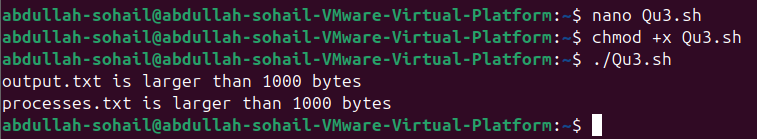 abdullah-sohail@abdullah-sohail-VMware-Virtual-Platform:~$ nano Qu3.sh
abdullah-sohail@abdullah-sohail-VMware-Virtual-Platform:~$ chmod +x Qu3.sh
abdullah-sohail@abdullah-sohail-VMware-Virtual-Platform:~$ ./Qu3.sh
output.txt is larger than 1000 bytes
processes.txt is larger than 1000 bytes
abdullah-sohail@abdullah-sohail-VMware-Virtual-Platform:~$